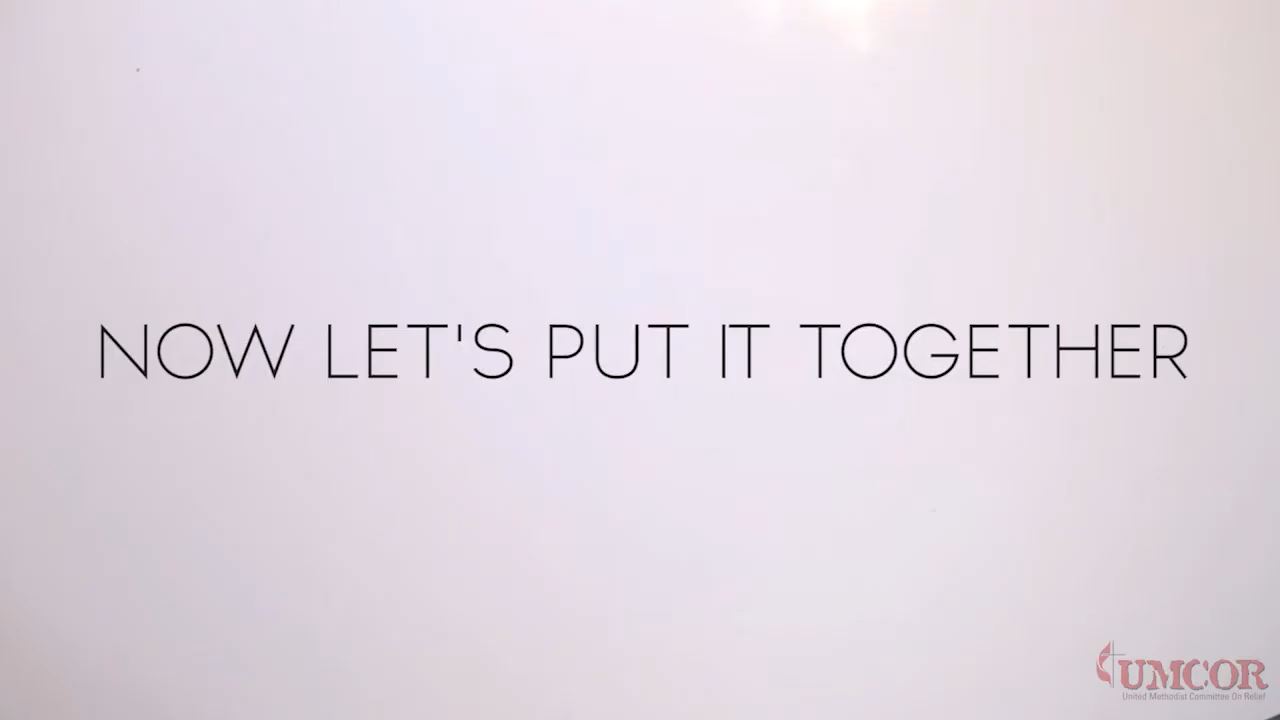 NOW LET'S PUT IT TOGETHER
UMCOR
United Methodist Committee On Relief